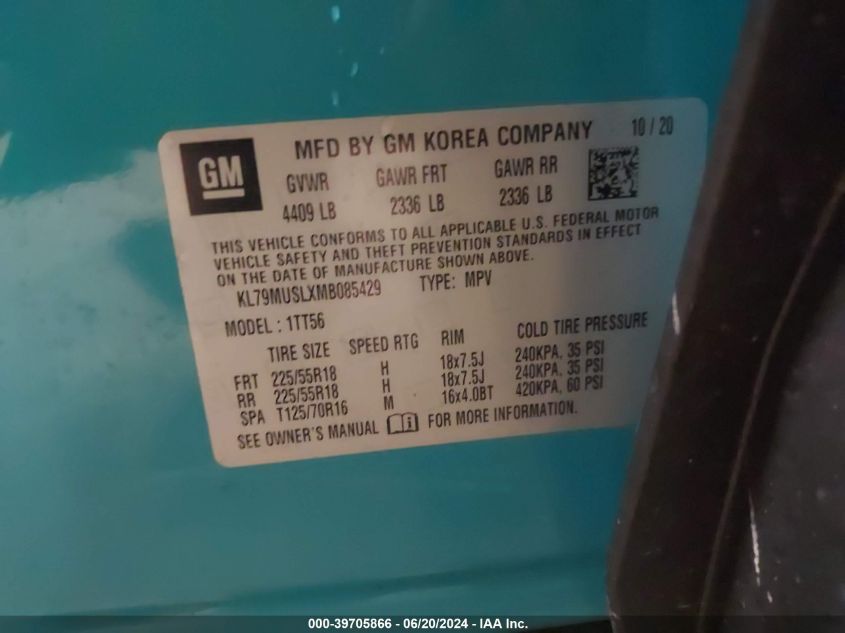 GM
MFD BY GM KOREA COMPANY 10 / 20
GVWR GAWR FRT GAWR RR
4409 LB 2336 LB 2336 LB
THIS VEHICLE CONFORMS TO ALL APPLICABLE U.S. FEDERAL MOTOR
VEHICLE SAFETY AND THEFT PREVENTION STANDARDS IN EFFECT
ON THE DATE OF MANUFACTURE SHOWN ABOVE.
KL79MUSLXMB085429 TYPE: MPV
MODEL : 1TT56
TIRE SIZE SPEED RTG RIM COLD TIRE PRESSURE
FRT 225/55R18 H 18x7.5J 240KPA, 35 PSI
RR 225/55R18 H 18x7.5J 240KPA, 35 PSI
SPA T125/70R16 M 16x4.0BT 420KPA, 60 PSI
SEE OWNER'S MANUAL FOR MORE INFORMATION.
000-39705866 - 06/20/2024 - IAA Inc.